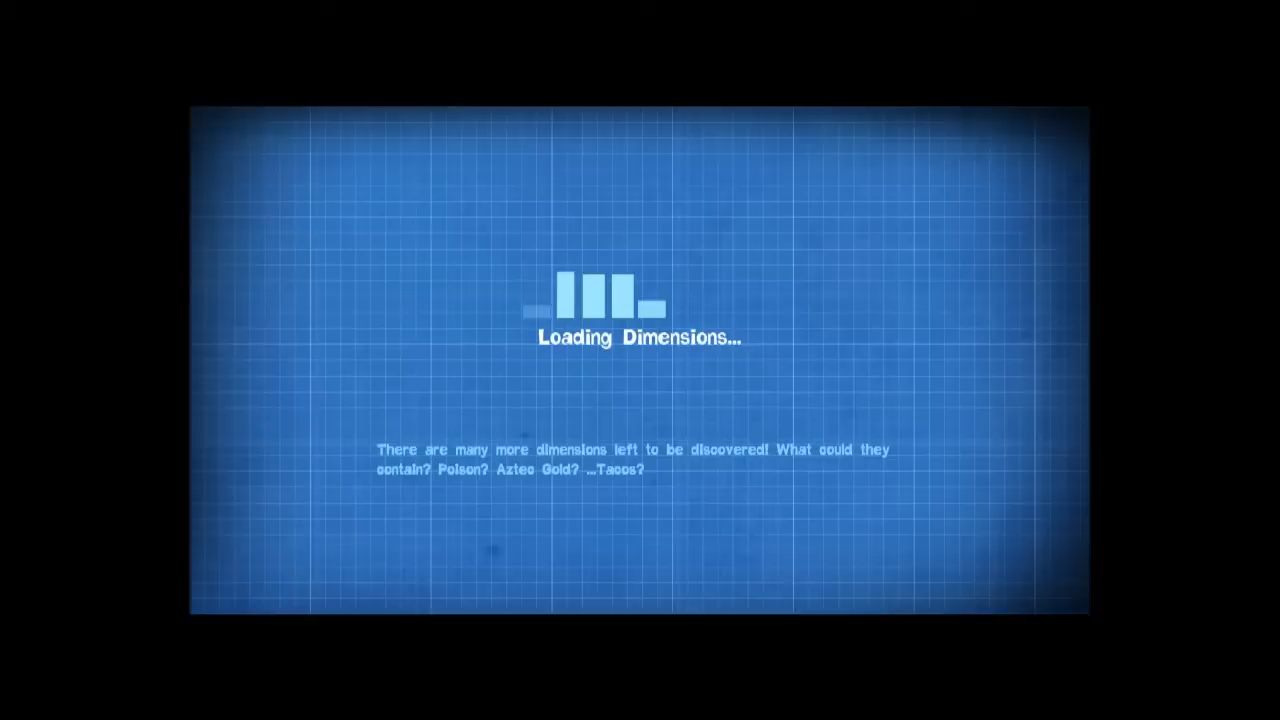 Loading Dimensions...
There are many more dimensions left to be discovered! What could they
contain? Poison? Aztec Gold? ...Tacos?